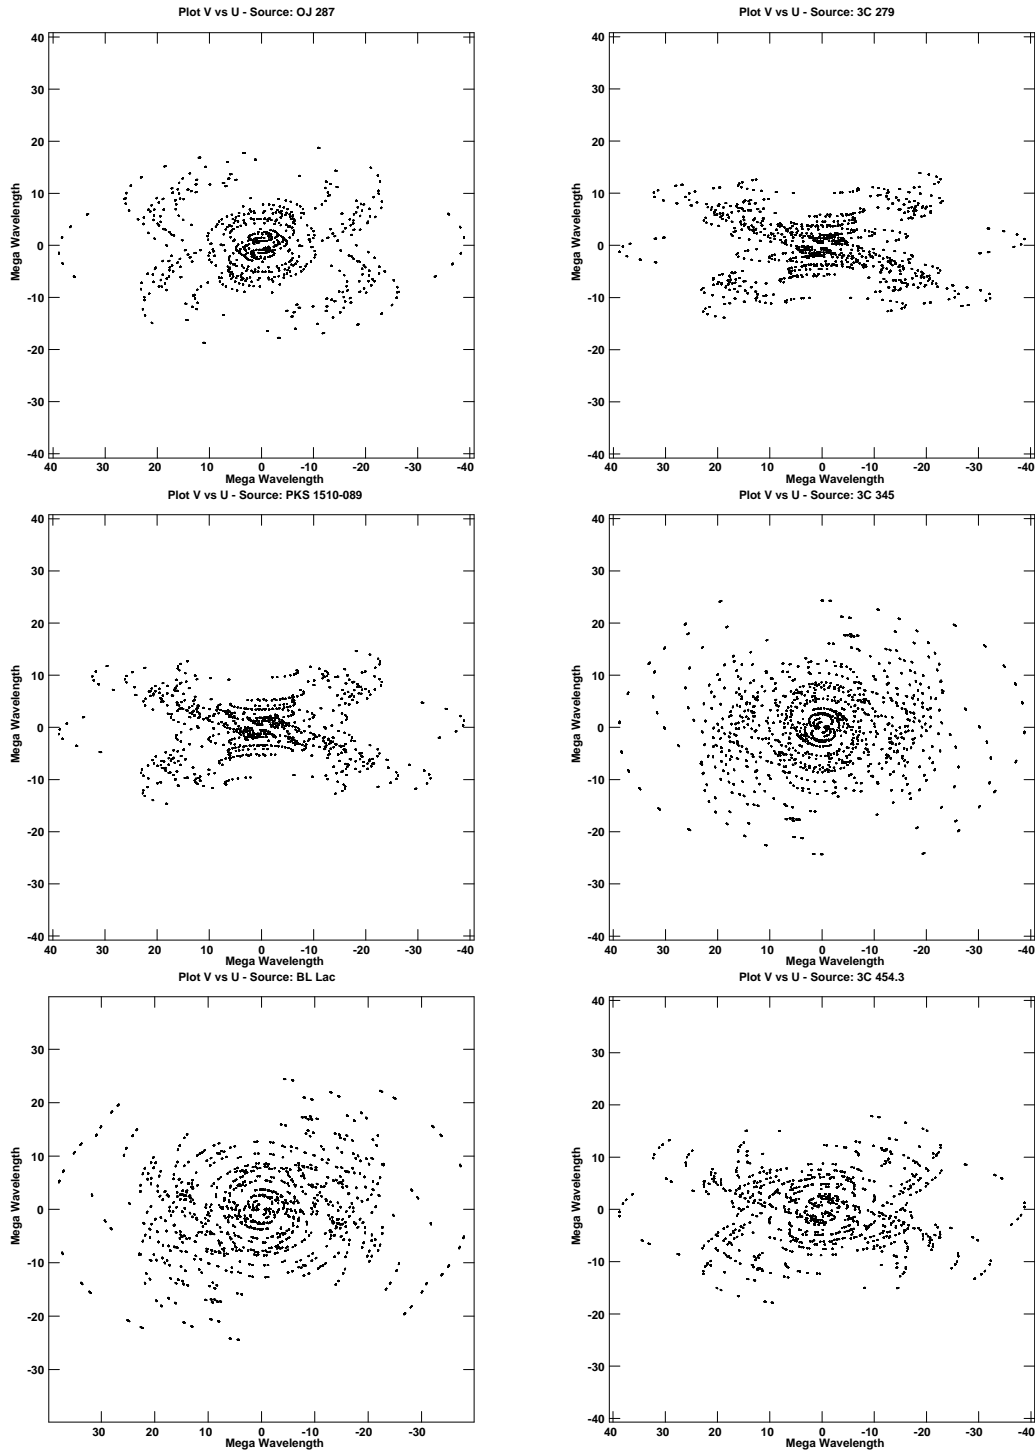 Plot V vs U - Source: OJ 287
40
30
20
10
0
-10
-20
-30
-40
Mega Wavelength
40 30 20 10 0 -10 -20 -30 -40
Mega Wavelength
Plot V vs U - Source: 3C 279
40
30
20
10
0
-10
-20
-30
-40
Mega Wavelength
40 30 20 10 0 -10 -20 -30 -40
Mega Wavelength
Plot V vs U - Source: PKS 1510-089
40
30
20
10
0
-10
-20
-30
-40
Mega Wavelength
40 30 20 10 0 -10 -20 -30 -40
Mega Wavelength
Plot V vs U - Source: 3C 345
40
30
20
10
0
-10
-20
-30
-40
Mega Wavelength
40 30 20 10 0 -10 -20 -30 -40
Mega Wavelength
Plot V vs U - Source: BL Lac
30
20
10
0
-10
-20
-30
Mega Wavelength
30 20 10 0 -10 -20 -30
Mega Wavelength
Plot V vs U - Source: 3C 454.3
40
30
20
10
0
-10
-20
-30
-40
Mega Wavelength
40 30 20 10 0 -10 -20 -30 -40
Mega Wavelength